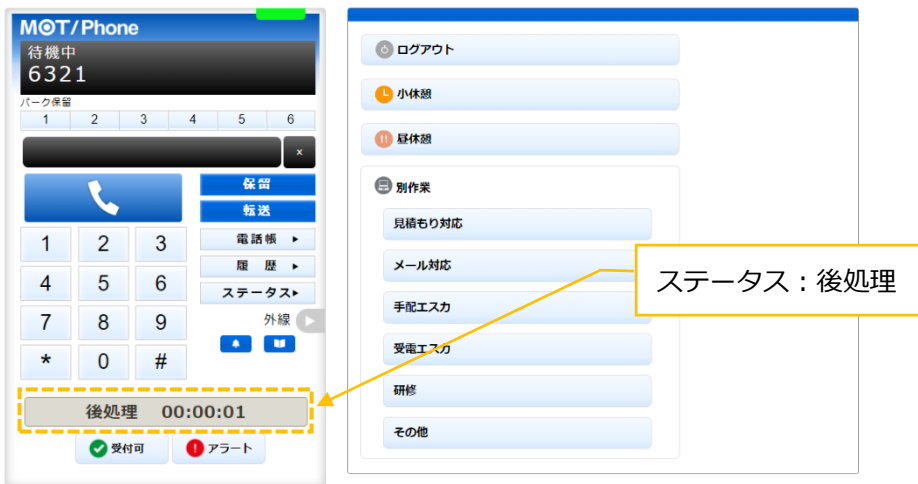 MOT/Phone
待機中
6321
パーク保留
1 2 3 4 5 6
×
保留
転送
1 2 3
電話帳 ▶
履 歴 ▶
4 5 6
ステータス▶
7 8 9
外線
* 0 #
後処理 00:00:01
受付可
! アラート
ログアウト
小休憩
昼休憩
別作業
見積もり対応
メール対応
手配エスカ
受電エスカ
研修
その他
ステータス：後処理